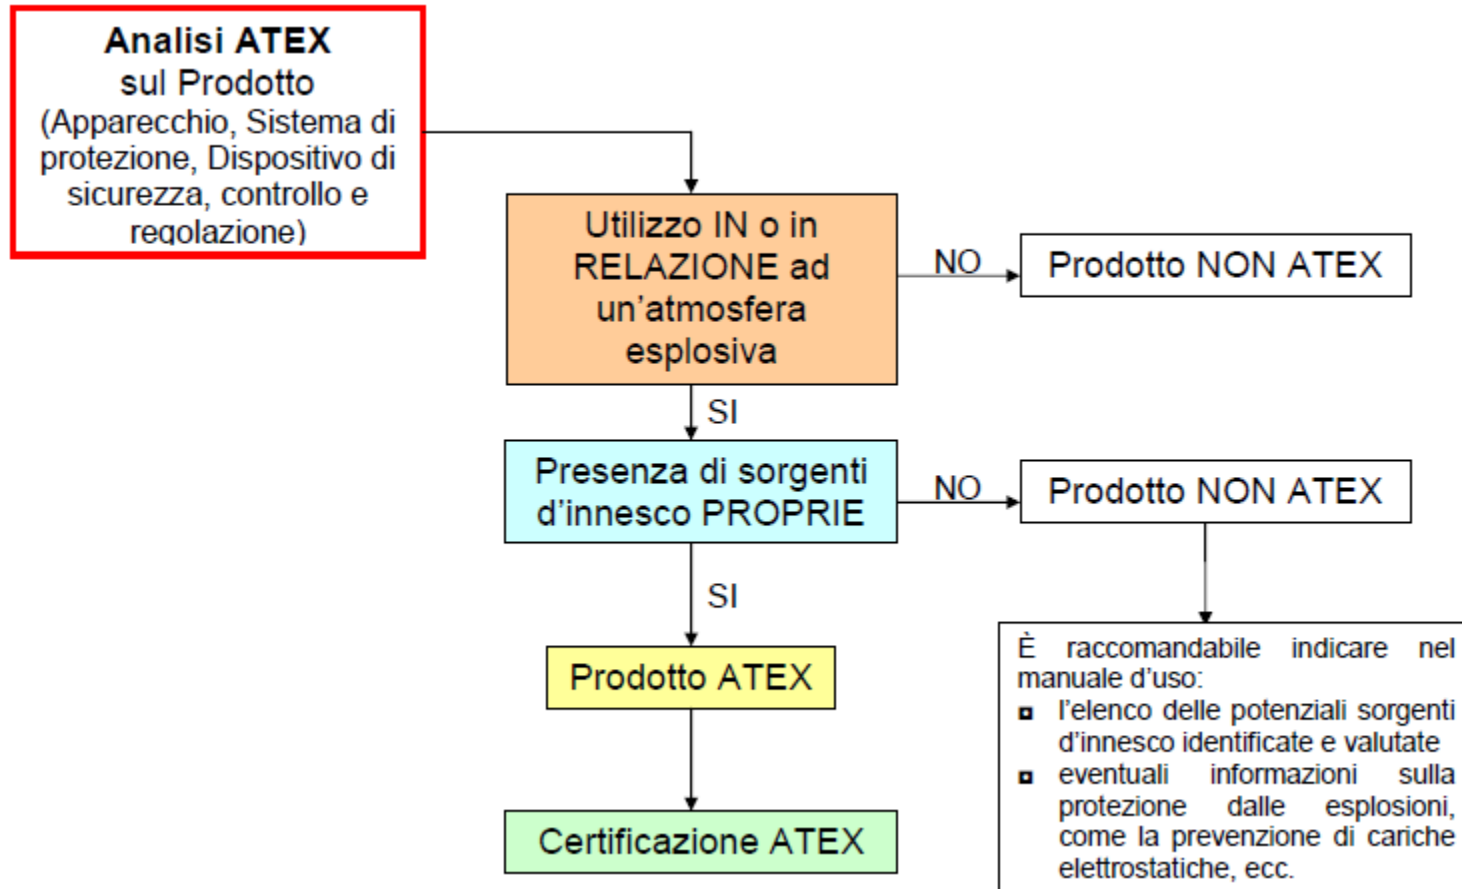 Analisi ATEX
sul Prodotto
(Apparecchio, Sistema di
protezione, Dispositivo di
sicurezza, controllo e
regolazione)
Utilizzo IN o in
RELAZIONE ad
un'atmosfera
esplosiva
NO
Prodotto NON ATEX
SI
Presenza di sorgenti
d'innesco PROPRIE
NO
Prodotto NON ATEX
SI
Prodotto ATEX
Certificazione ATEX
È raccomandabile indicare nel
manuale d'uso:
l'elenco delle potenziali sorgenti
d'innesco identificate e valutate
eventuali informazioni sulla
protezione dalle esplosioni,
come la prevenzione di cariche
elettrostatiche, ecc.